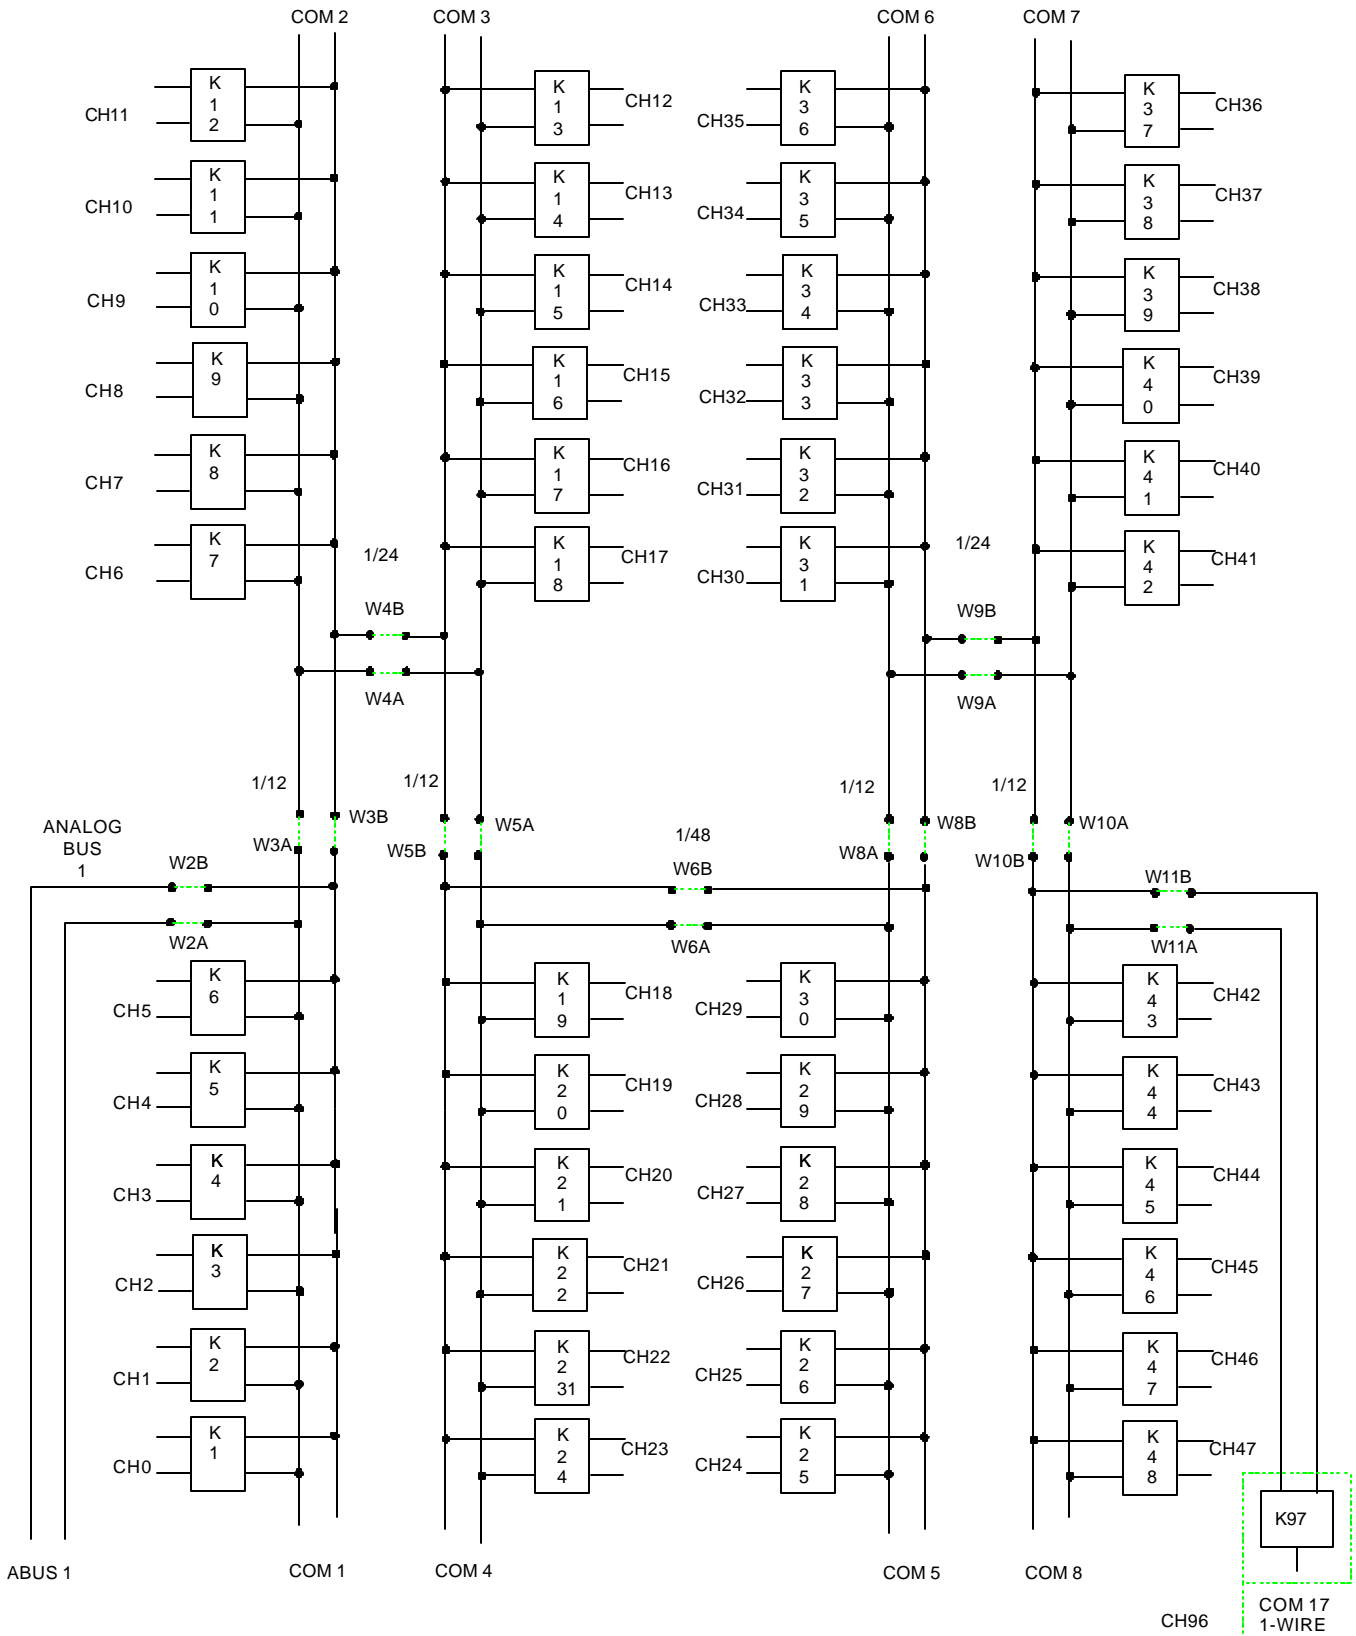 COM 2
COM 3
COM 6
COM 7
CH11
K
1
2
K
1
3
CH12
CH35
K
3
6
K
3
7
CH36
CH10
K
1
1
K
1
4
CH13
CH34
K
3
5
K
3
8
CH37
CH9
K
1
0
K
1
5
CH14
CH33
K
3
4
K
3
9
CH38
CH8
K
9
K
1
6
CH15
CH32
K
3
3
K
4
0
CH39
CH7
K
8
K
1
7
CH16
CH31
K
3
2
K
4
1
CH40
CH6
K
7
1/24
K
1
8
CH17
CH30
K
3
1
1/24
K
4
2
CH41
W4B
W9B
W4A
W9A
1/12
1/12
1/12
1/12
ANALOG
BUS
1
W3B
W3A
W5A
W5B
1/48
W8B
W8A
W10A
W10B
W2B
W6B
W11B
W2A
W6A
W11A
CH5
K
6
K
1
9
CH18
CH29
K
3
0
K
4
3
CH42
CH4
K
5
K
2
0
CH19
CH28
K
2
9
K
4
4
CH43
CH3
K
4
K
2
1
CH20
CH27
K
2
8
K
4
5
CH44
CH2
K
3
K
2
2
CH21
CH26
K
2
7
K
4
6
CH45
CH1
K
2
K
2
31
CH22
CH25
K
2
6
K
4
7
CH46
CH0
K
1
K
2
4
CH23
CH24
K
2
5
K
4
8
CH47
K97
ABUS 1
COM 1
COM 4
COM 5
COM 8
CH96
COM 17
1-WIRE